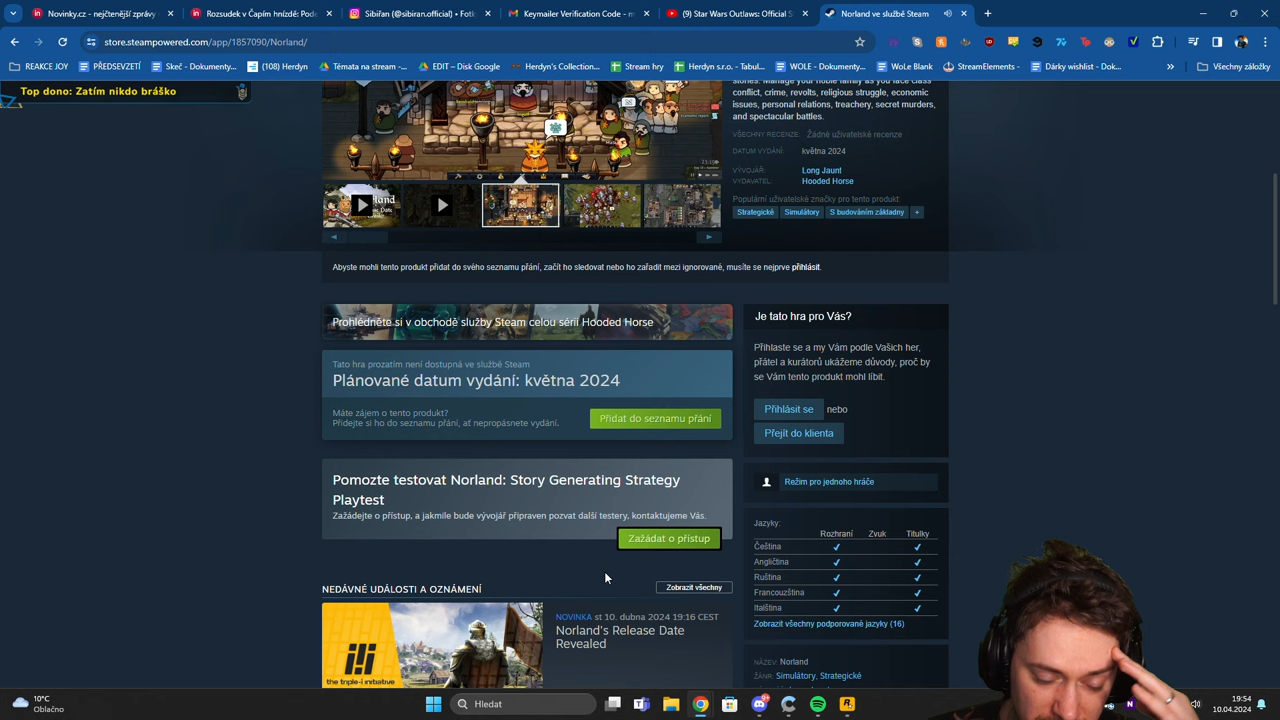 Novinky.cz - nejčtenější zprávy
Rozsudek v Čapím hnízdě: Pod
Sibiřan (@sibiran.official) • Fotk
Keymailer Verification Code - m
(9) Star Wars Outlaws: Official S
Norland ve službě Steam
store.steampowered.com/app/1857090/Norland/
REAKCE JOY
PŘEDSEVZETÍ
Skeč - Dokumenty...
(108) Herdyn
Témata na stream -...
EDIT – Disk Google
Herdyn's Collection...
Stream hry
Herdyn s.r.o. - Tabul...
WOLE - Dokumenty...
WoLe Blank
StreamElements -...
Dárky wishlist - Dok...
Všechny záložky
Top dono: Zatím nikdo bráško
stories. Manage your noble family as you face class
conflict, crime, revolts, religious struggle, economic
issues, personal relations, treachery, secret murders,
and spectacular battles.
VŠECHNY RECENZE: Žádné uživatelské recenze
DATUM VYDÁNÍ: května 2024
VÝVOJÁŘ: Long Jaunt
VYDAVATEL: Hooded Horse
Populární uživatelské značky pro tento produkt:
Strategické
Simulátory
S budováním základny
+
Abyste mohli tento produkt přidat do svého seznamu přání, začít ho sledovat nebo ho zařadit mezi ignorované, musíte se nejprve přihlásit.
Prohlédněte si v obchodě služby Steam celou sérii Hooded Horse
Tato hra prozatím není dostupná ve službě Steam
Plánované datum vydání: května 2024
Máte zájem o tento produkt?
Přidejte si ho do seznamu přání, ať nepropásnete vydání.
Přidat do seznamu přání
Pomozte testovat Norland: Story Generating Strategy
Playtest
Zažádejte o přístup, a jakmile bude vývojář připraven pozvat další testery, kontaktujeme Vás.
Zažádat o přístup
NEDÁVNÉ UDÁLOSTI A OZNÁMENÍ
Zobrazit všechny
NOVINKA st 10. dubna 2024 19:16 CEST
Norland's Release Date
Revealed
the triple-i initiative
Je tato hra pro Vás?
Přihlaste se a my Vám podle Vašich her,
přátel a kurátorů ukážeme důvody, proč by
se Vám tento produkt mohl líbit.
Přihlásit se nebo
Přejít do klienta
Režim pro jednoho hráče
Jazyky:
Rozhraní Zvuk Titulky
Čeština ✔ ✔
Angličtina ✔ ✔
Ruština ✔ ✔
Francouzština ✔ ✔
Italština ✔ ✔
Zobrazit všechny podporované jazyky (16)
NÁZEV: Norland
ŽÁNR: Simulátory, Strategické
10°C
Oblačno
Hledat
19:54
10.04.2024